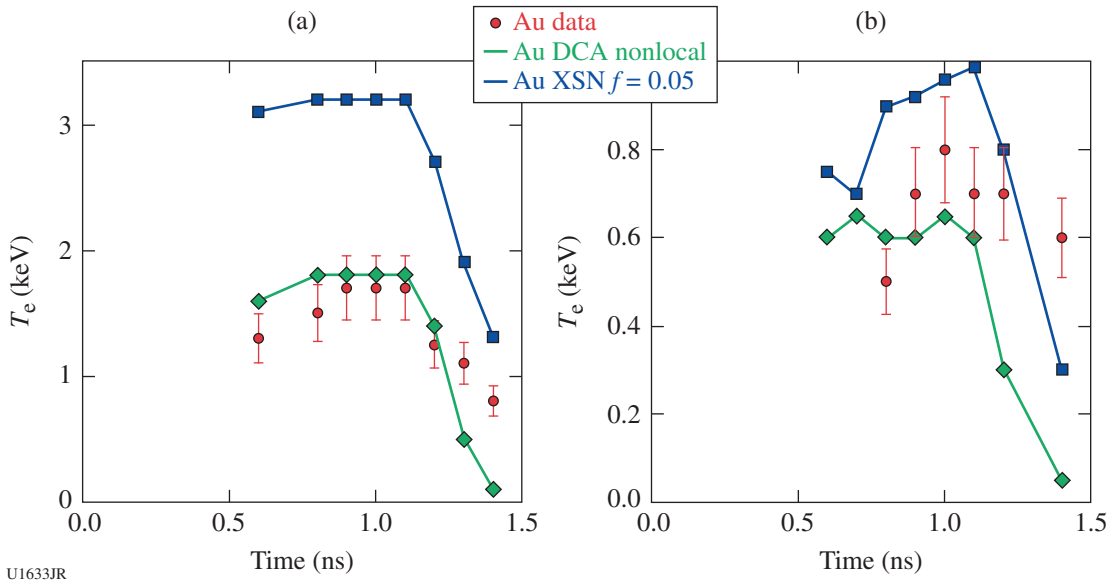 (a)
(b)
Au data
Au DCA nonlocal
Au XSN f = 0.05
3
2
1
0
Te (keV)
0.0
0.5
1.0
1.5
Time (ns)
0.8
0.6
0.4
0.2
0.0
Te (keV)
0.0
0.5
1.0
1.5
Time (ns)
U1633JR